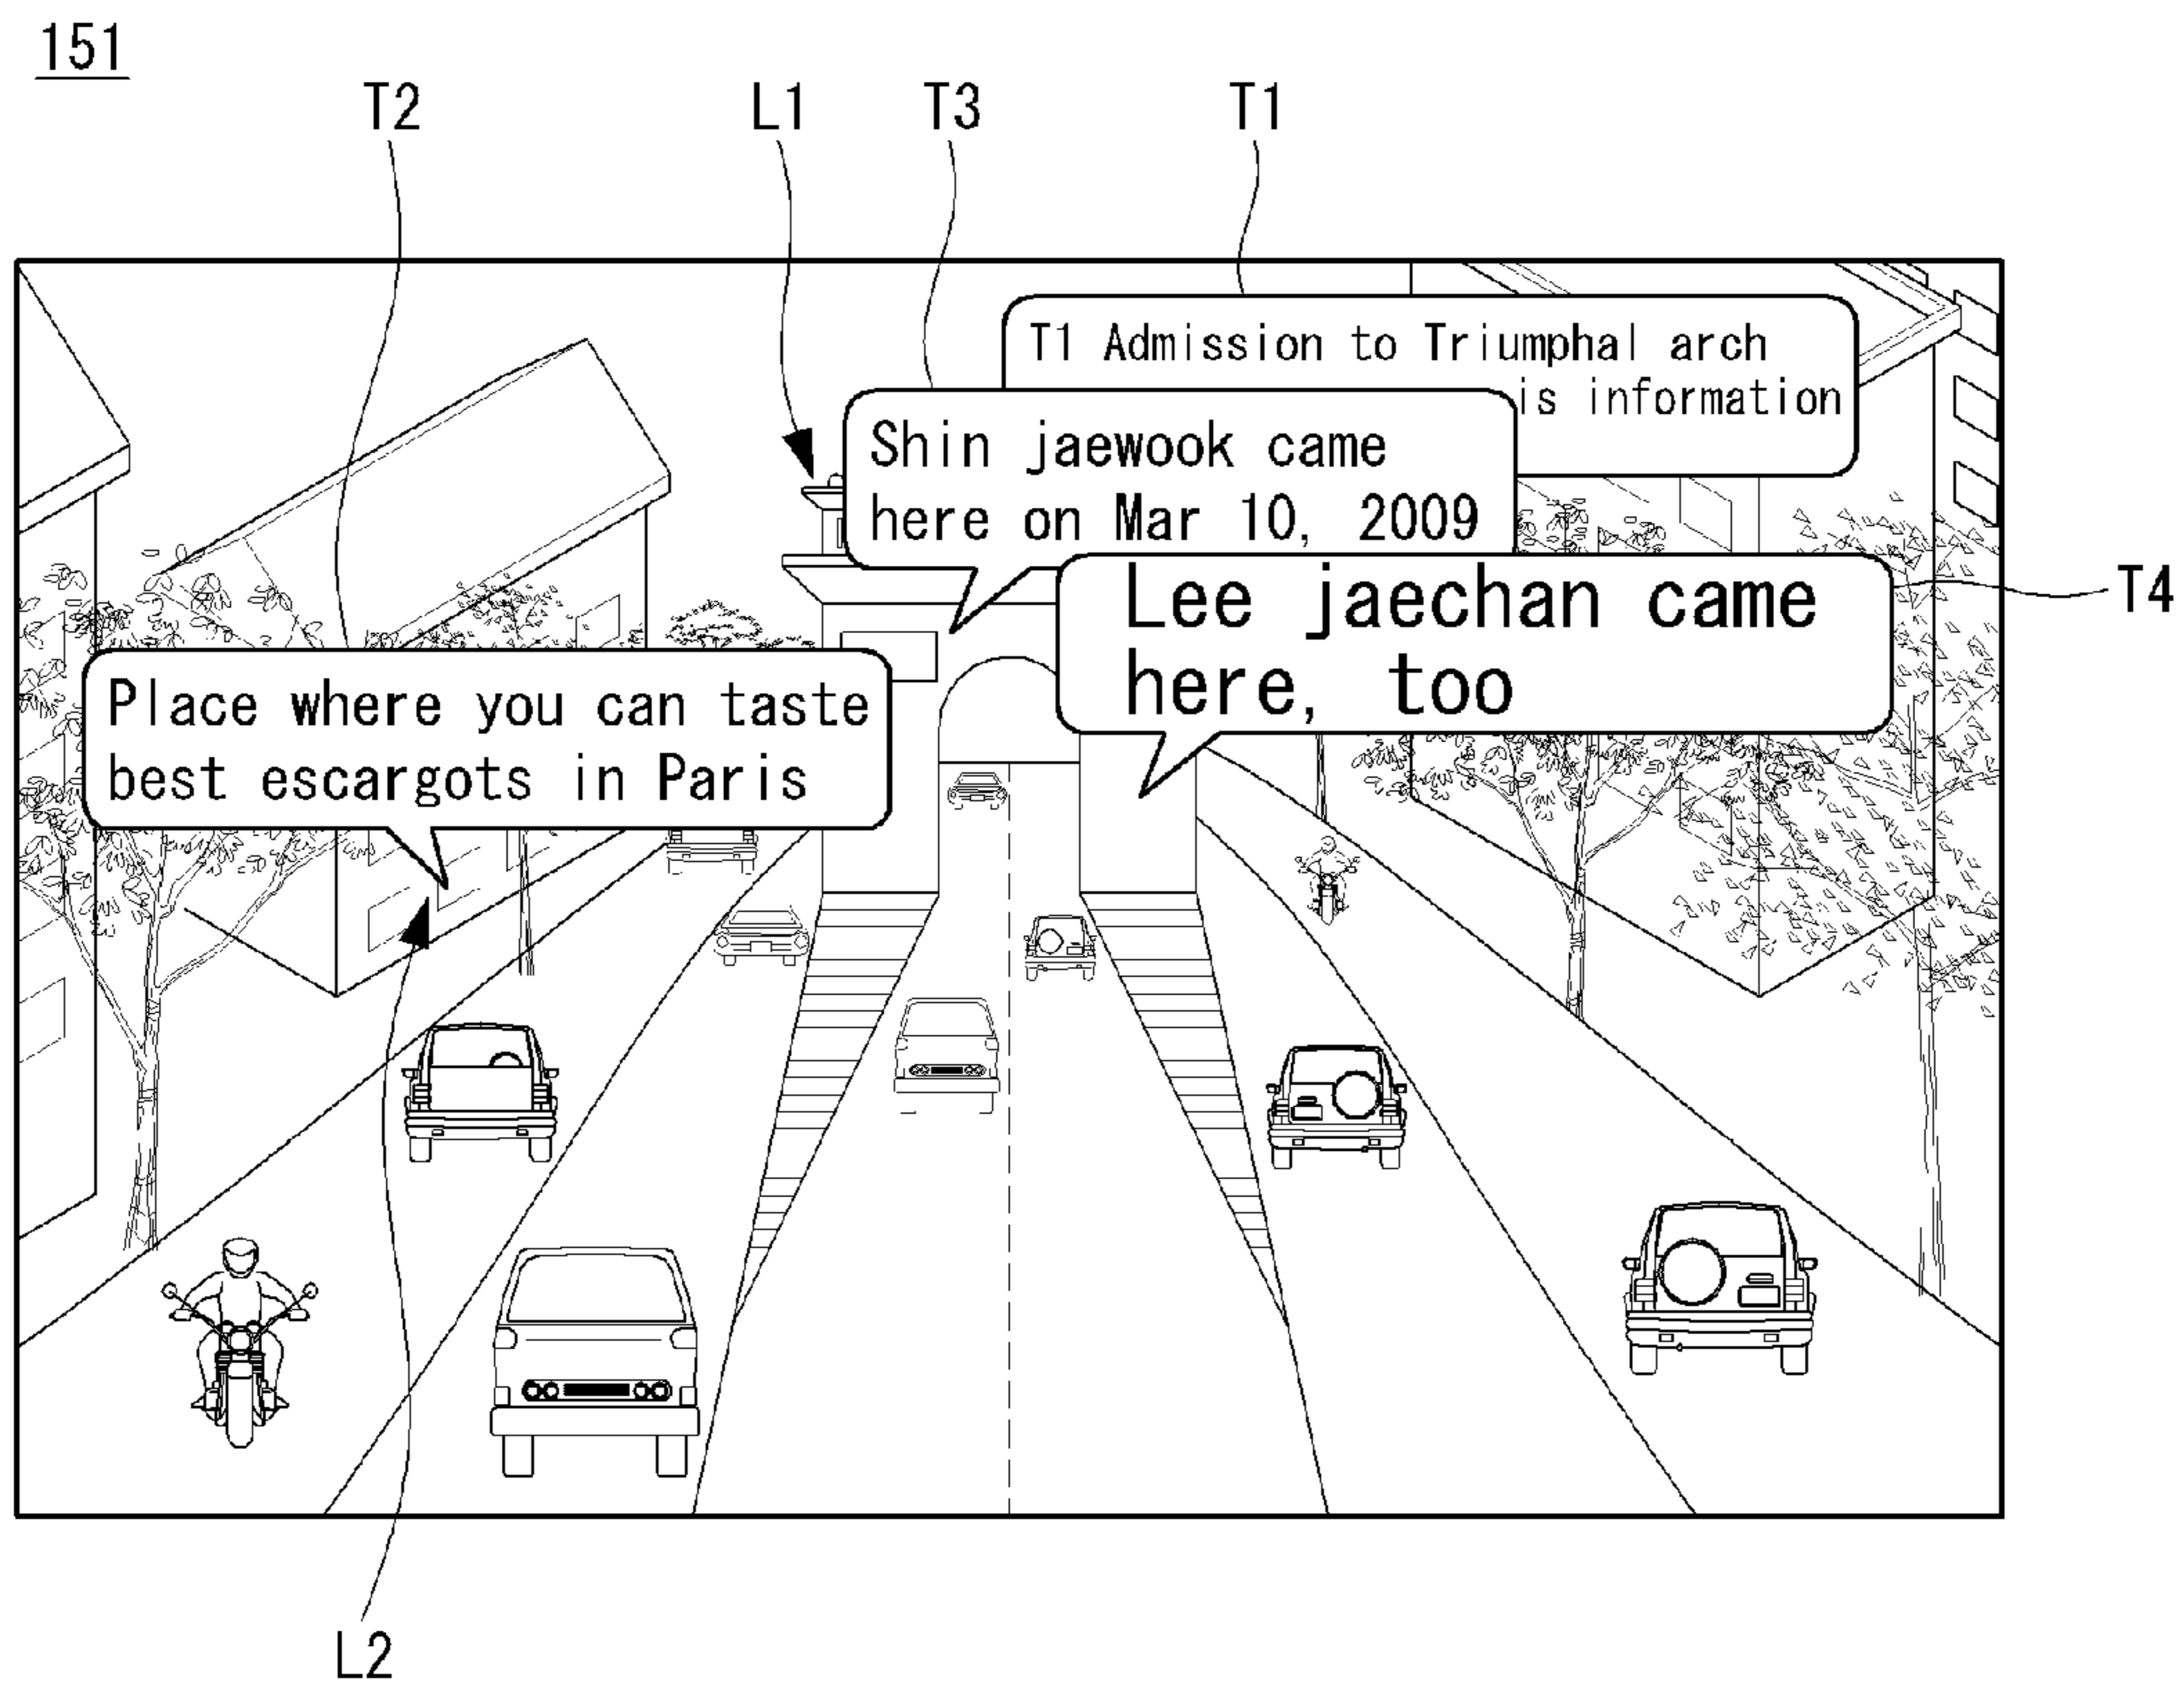 151
T2
L1
T3
T1
T1 Admission to Triumphal arch
is information
Shin jaewook came
here on Mar 10, 2009
Lee jaechan came
here, too
T4
Place where you can taste
best escargots in Paris
L2